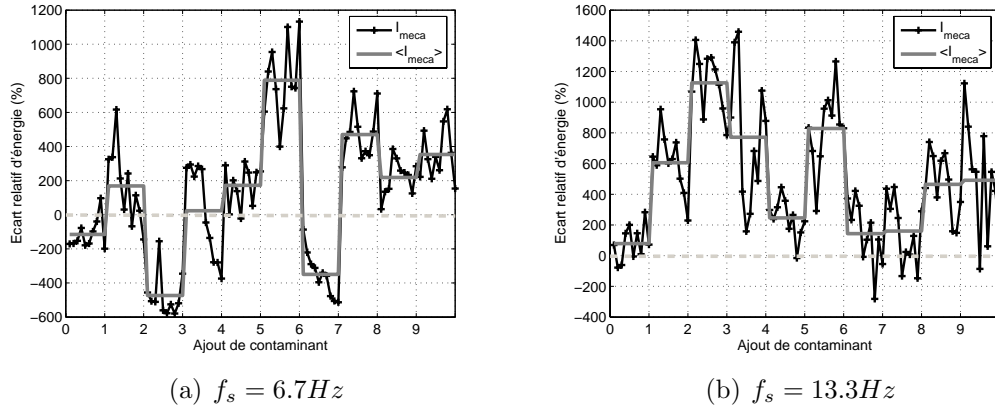 1200
1000
800
600
400
200
0
−200
−400
−600
0 1 2 3 4 5 6 7 8 9
Ecart relatif d'énergie (%)
Ajout de contaminant
I_meca
<I_meca>
(a) f_s = 6.7Hz
1600
1400
1200
1000
800
600
400
200
0
−200
−400
0 1 2 3 4 5 6 7 8 9
Ecart relatif d'énergie (%)
Ajout de contaminant
I_meca
<I_meca>
(b) f_s = 13.3Hz